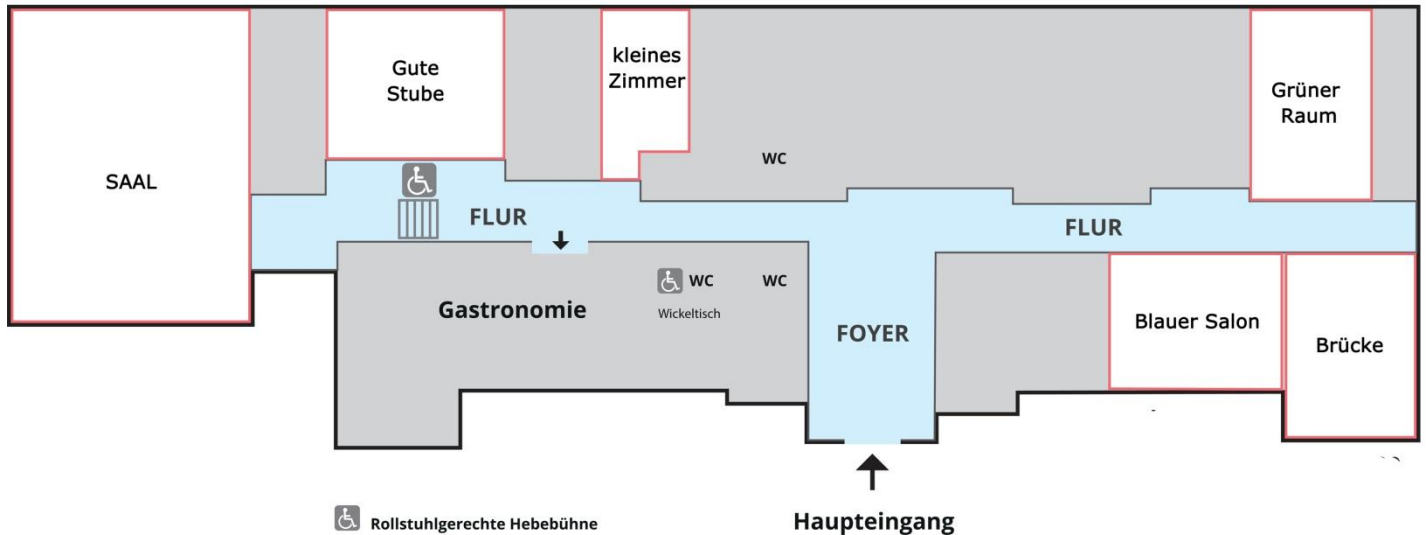 SAAL
Gute
Stube
kleines
Zimmer
WC
Grüner
Raum
FLUR
FLUR
Gastronomie
WC
WC
Wickeltisch
FOYER
Blauer Salon
Brücke
Rollstuhlgerechte Hebebühne
Haupteingang